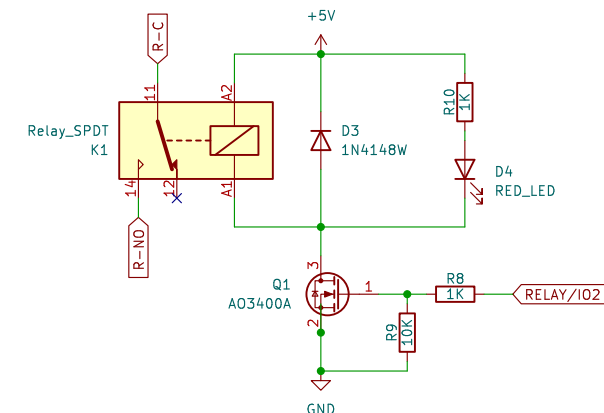 +5V
R-C
11
A2
R10
1K
Relay_SPDT
K1
D3
1N4148W
D4
RED_LED
14
12
A1
R-NO
3
Q1
AO3400A
1
R8
1K
RELAY/IO2
2
R9
10K
GND